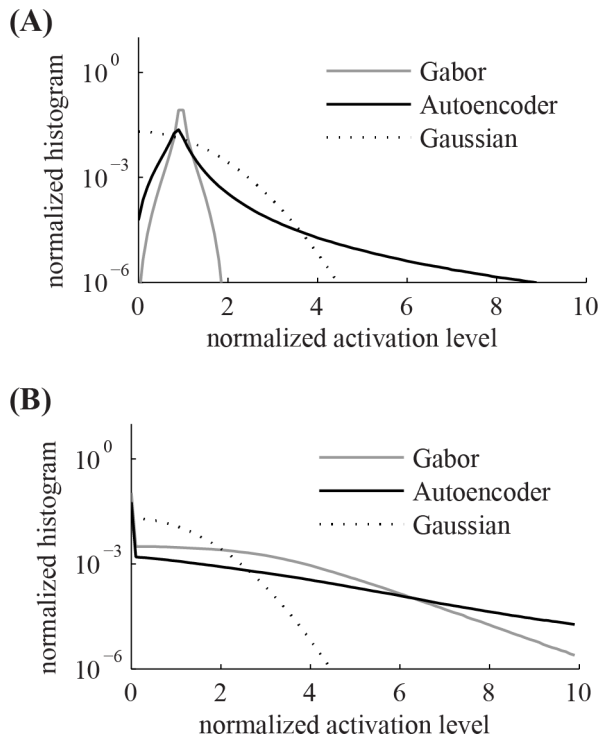 (A)
normalized histogram
10^0
10^-3
10^-6
Gabor
Autoencoder
Gaussian
0 2 4 6 8 10
normalized activation level
(B)
normalized histogram
10^0
10^-3
10^-6
Gabor
Autoencoder
Gaussian
0 2 4 6 8 10
normalized activation level